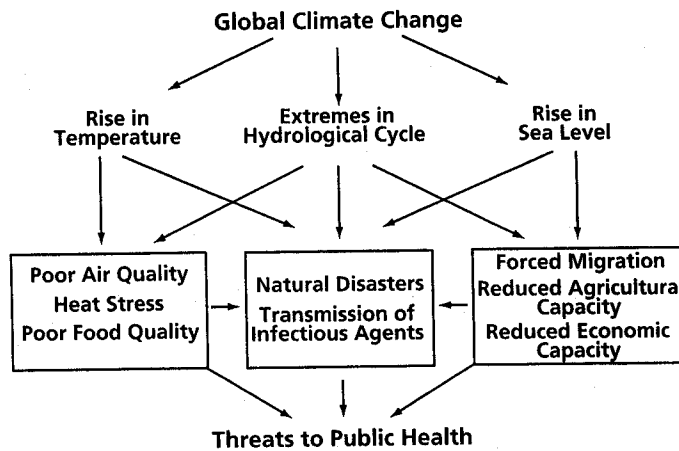 Global Climate Change
Rise in
Temperature
Extremes in
Hydrological Cycle
Rise in
Sea Level
Poor Air Quality
Heat Stress
Poor Food Quality
Natural Disasters
Transmission of
Infectious Agents
Forced Migration
Reduced Agricultura
Capacity
Reduced Economic
Capacity
Threats to Public Health